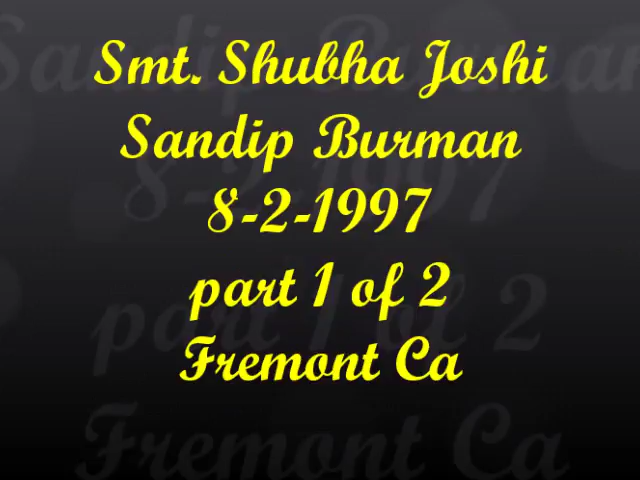 Smt. Shubha Joshi
Sandip Burman
8-2-1997
part 1 of 2
Fremont Ca